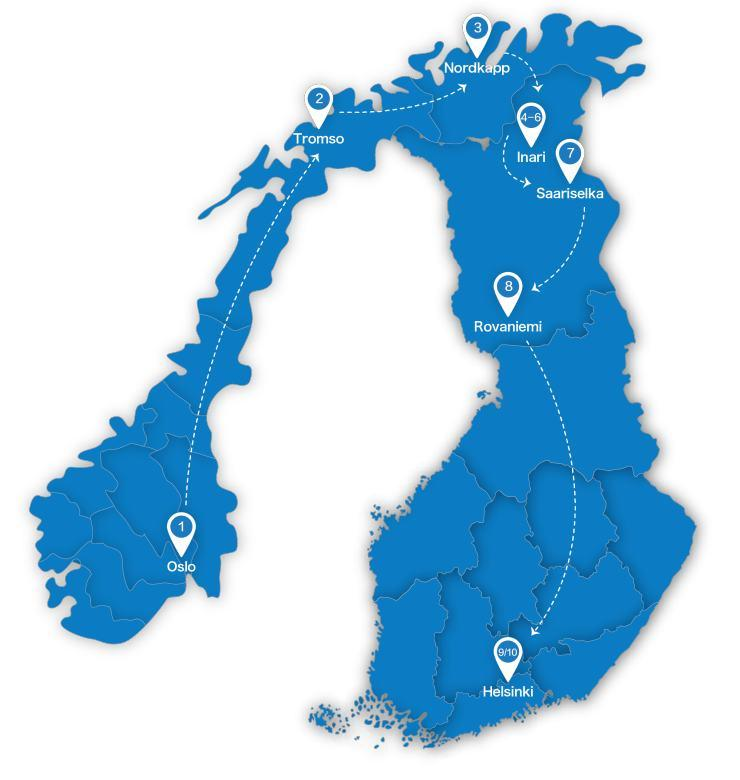 3
Nordkapp
2
Tromso
4-6
Inari
7
Saariselka
8
Rovaniemi
1
Oslo
9/10
Helsinki